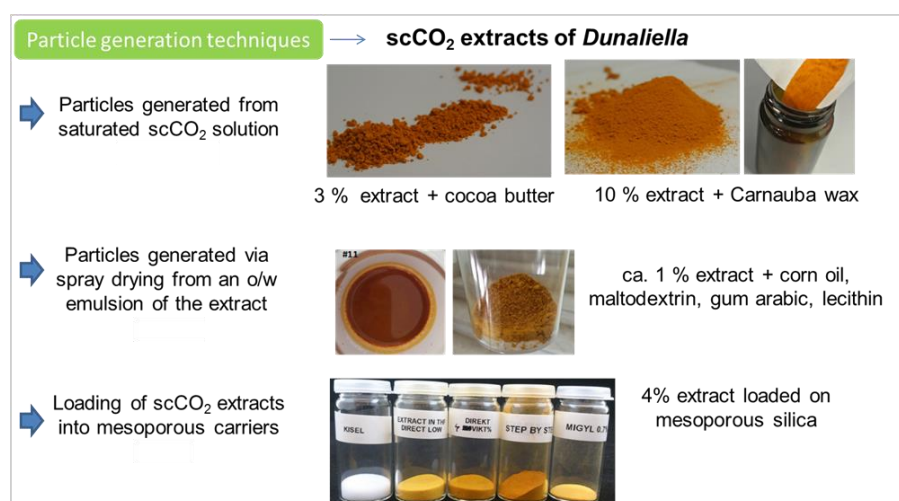 Particle generation techniques
scCO₂ extracts of Dunaliella
Particles generated from
saturated scCO₂ solution
3 % extract + cocoa butter
10 % extract + Carnauba wax
Particles generated via
spray drying from an o/w
emulsion of the extract
#11
ca. 1 % extract + corn oil,
maltodextrin, gum arabic, lecithin
Loading of scCO₂ extracts
into mesoporous carriers
KISEL
EXTRACT IN TH
DIRECT LOW
DIREKT
VIKT%
STEP BY ST
MIGYL 0.7
4% extract loaded on
mesoporous silica